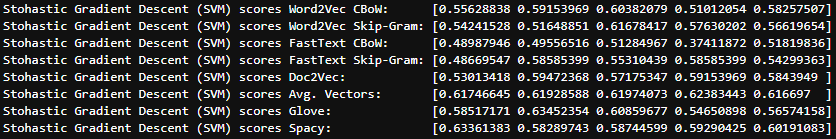 Stohastic Gradient Descent (SVM) scores Word2Vec CBoW: [0.55628838 0.59153969 0.60382079 0.51012054 0.58257507]
Stohastic Gradient Descent (SVM) scores Word2Vec Skip-Gram: [0.54241528 0.51648851 0.61678417 0.57630202 0.56619654]
Stohastic Gradient Descent (SVM) scores FastText CBoW: [0.48987946 0.49556516 0.51284967 0.37411872 0.51819836]
Stohastic Gradient Descent (SVM) scores FastText Skip-Gram: [0.48669547 0.58585399 0.55310439 0.58585399 0.54299363]
Stohastic Gradient Descent (SVM) scores Doc2Vec: [0.53013418 0.59472368 0.57175347 0.59153969 0.5843949 ]
Stohastic Gradient Descent (SVM) scores Avg. Vectors: [0.61746645 0.61928588 0.61974073 0.62383443 0.616697 ]
Stohastic Gradient Descent (SVM) scores Glove: [0.58517171 0.63452354 0.60859677 0.54650898 0.56574158]
Stohastic Gradient Descent (SVM) scores Spacy: [0.63361383 0.58289743 0.58744599 0.59290425 0.60191083]